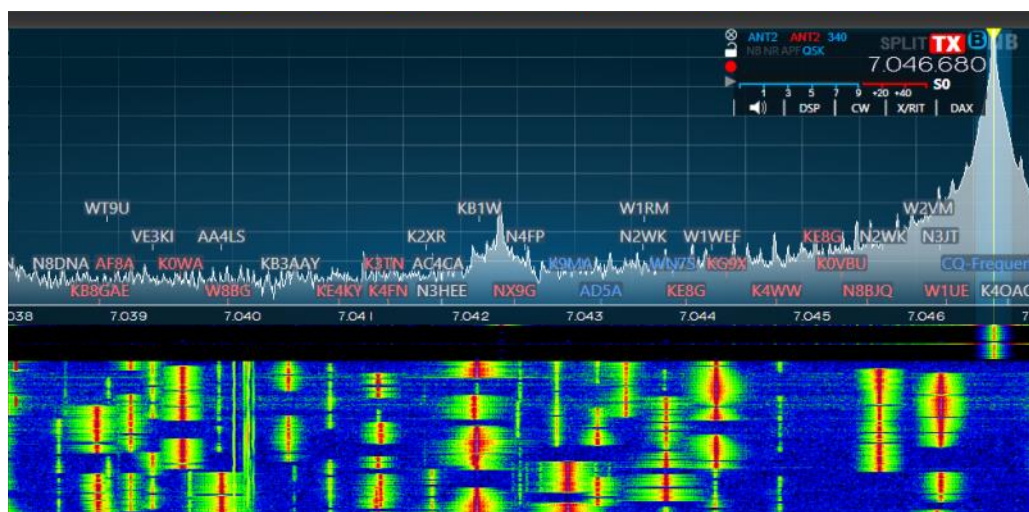 ANT2 ANT2 340 SPLIT TX B NB
NB NR APF QSK 7.046.680
S0
1 3 5 7 9 +20 +40
DSP CW X/RIT DAX
WT9U KB1W W1RM W2VM
VE3KI AA4LS K2XR N4FP N2WK W1WEF KE8G N2WK N3JT
N N8DNA AF8A K0WA KB3AAY K3TN AC4CA K9MA WN7S KG9X K0VBU CQ-Frequen
KB8GAE W8BG KE4KY K4FN N3HEE NX9G AD5A KE8G K4WW N8BJQ W1UE K4OAQ
.038 7.039 7.040 7.041 7.042 7.043 7.044 7.045 7.046 7